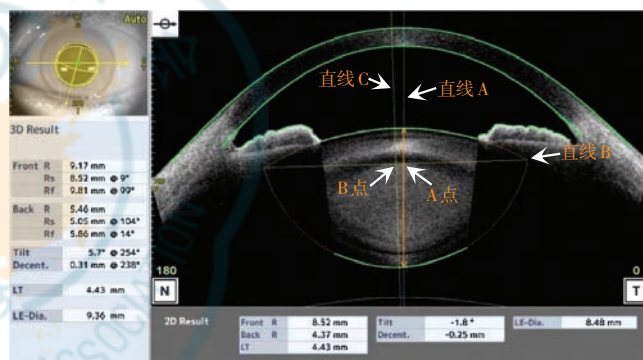 Auto
3D Result
Front R 9.17 mm
Rs 8.52 mm @ 9°
Rf 9.81 mm @ 99°
Back R 5.46 mm
Rs 5.05 mm @ 104°
Rf 5.86 mm @ 14°
Tilt 5.7° @ 254°
Decent. 0.31 mm @ 238°
LT 4.43 mm
LE-Dia. 9.36 mm
直线 C
直线 A
直线 B
B 点
A 点
180
0
N
T
2D Result
Front R 8.52 mm
Back R 4.37 mm
LT 4.43 mm
Tilt -1.8°
Decent. -0.25 mm
LE-Dia. 8.48 mm